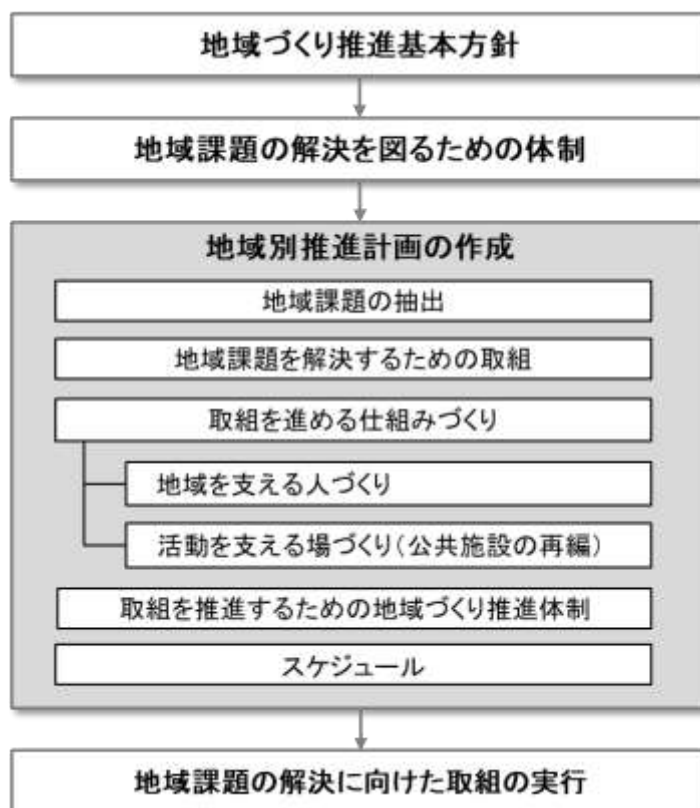 地域づくり推進基本方針
地域課題の解決を図るための体制
地域別推進計画の作成
地域課題の抽出
地域課題を解決するための取組
取組を進める仕組みづくり
地域を支える人づくり
活動を支える場づくり（公共施設の再編）
取組を推進するための地域づくり推進体制
スケジュール
地域課題の解決に向けた取組の実行